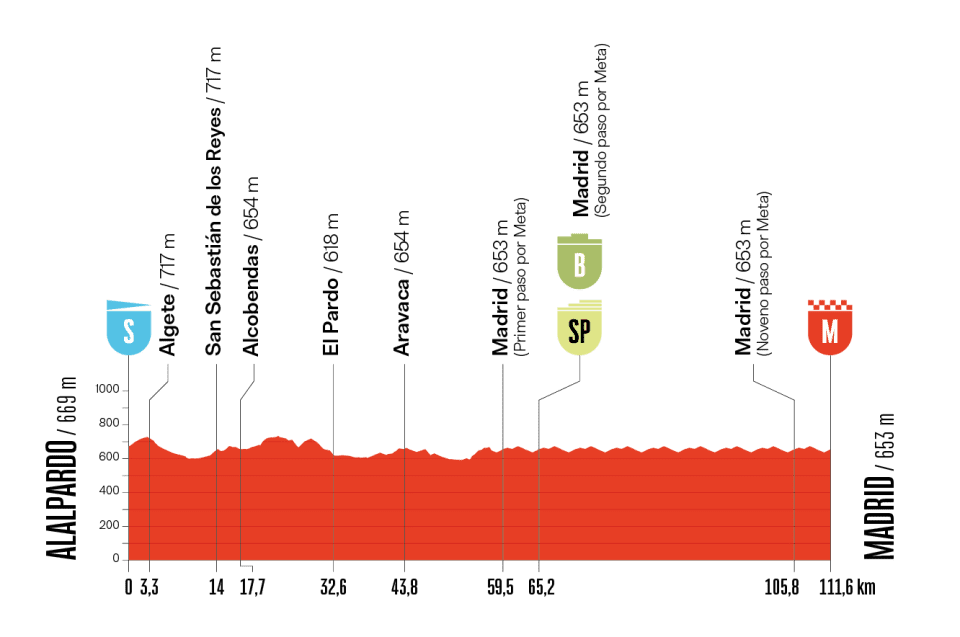 ALALPARDO / 669 m
S
Algete / 717 m
San Sebastián de los Reyes / 717 m
Alcobendas / 654 m
El Pardo / 618 m
Aravaca / 654 m
Madrid / 653 m
(Primer paso por Meta)
Madrid / 653 m
(Segundo paso por Meta)
B
SP
Madrid / 653 m
(Noveno paso por Meta)
M
MADRID / 653 m
1000
800
600
400
200
0
0 3,3 14 17,7 32,6 43,8 59,5 65,2 105,8 111,6 km